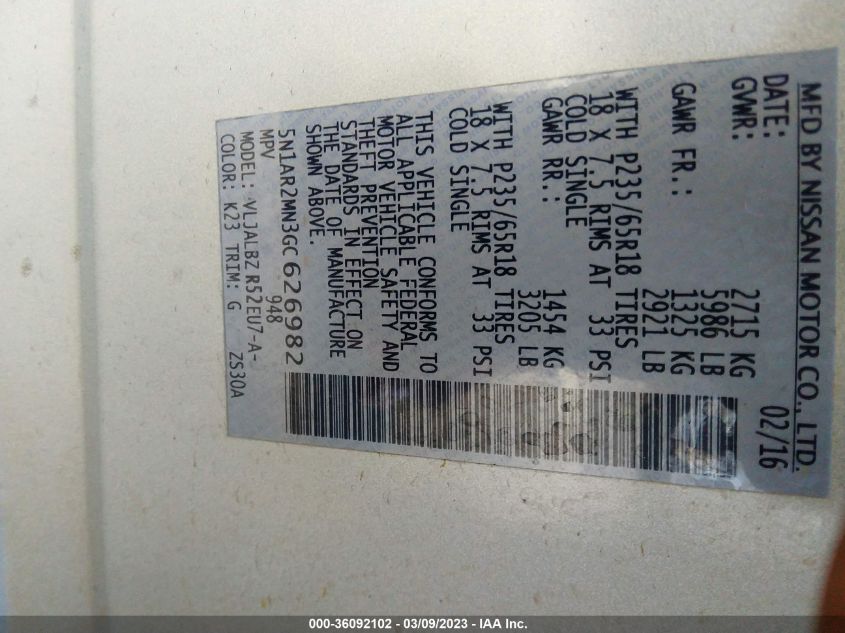 MFD BY NISSAN MOTOR CO., LTD.
DATE: 02/16
GVWR: 2715 KG
5986 LB
GAWR FR.: 1325 KG
2921 LB
WITH P235/65R18 TIRES
18 X 7.5 RIMS AT 33 PSI
COLD SINGLE
GAWR RR.: 1454 KG
3205 LB
WITH P235/65R18 TIRES
18 X 7.5 RIMS AT 33 PSI
COLD SINGLE
THIS VEHICLE CONFORMS TO
ALL APPLICABLE FEDERAL
MOTOR VEHICLE SAFETY AND
THEFT PREVENTION
STANDARDS IN EFFECT ON
THE DATE OF MANUFACTURE
SHOWN ABOVE.
5N1AR2MN3GC626982
MPV 948
MODEL: VLJALBZ R52EU7-A-
COLOR: K23 TRIM: G ZS30A
000-36092102 — 03/09/2023 - IAA Inc.